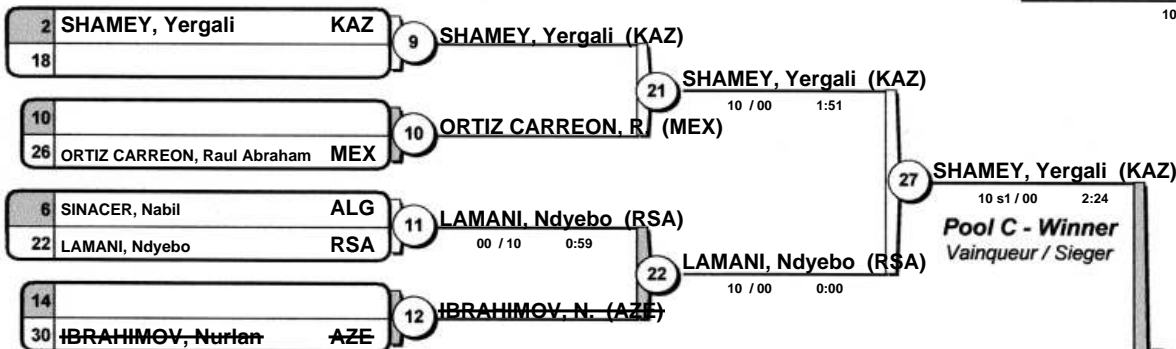 10
2 SHAMEY, Yergali KAZ
18
9
SHAMEY, Yergali (KAZ)
21
SHAMEY, Yergali (KAZ)
10 / 00 1:51
10
26 ORTIZ CARREON, Raul Abraham MEX
10
ORTIZ CARREON, R. (MEX)
27
SHAMEY, Yergali (KAZ)
10 s1 / 00 2:24
Pool C - Winner
Vainqueur / Sieger
6 SINACER, Nabil ALG
22 LAMANI, Ndyebo RSA
11
LAMANI, Ndyebo (RSA)
00 / 10 0:59
22
LAMANI, Ndyebo (RSA)
10 / 00 0:00
14
30 IBRAHIMOV, Nurlan AZE
12
IBRAHIMOV, N. (AZE)